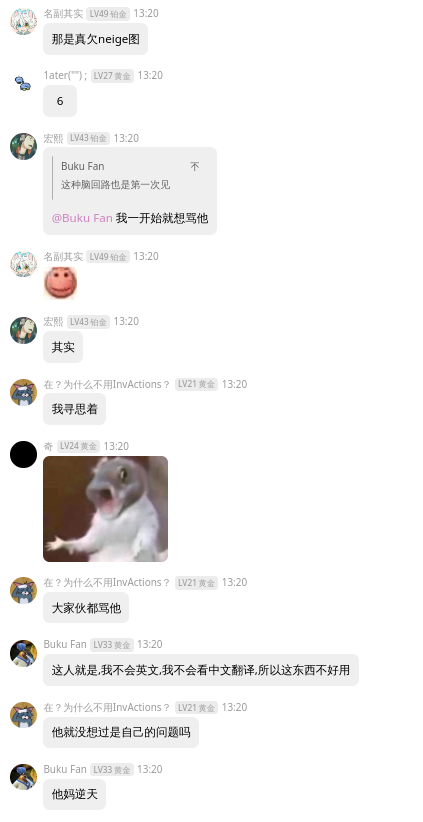 名副其实 LV49 铂金 13:20
那是真欠neige图
1ater("") ; LV27 黄金 13:20
6
宏熙 LV43 铂金 13:20
Buku Fan
这种脑回路也是第一次见
@Buku Fan 我一开始就想骂他
名副其实 LV49 铂金 13:20
宏熙 LV43 铂金 13:20
其实
在？为什么不用InvActions？ LV21 黄金 13:20
我寻思着
奇 LV24 黄金 13:20
在？为什么不用InvActions？ LV21 黄金 13:20
大家伙都骂他
Buku Fan LV33 黄金 13:20
这人就是,我不会英文,我不会看中文翻译,所以这东西不好用
在？为什么不用InvActions？ LV21 黄金 13:20
他就没想过是自己的问题吗
Buku Fan LV33 黄金 13:20
他妈逆天